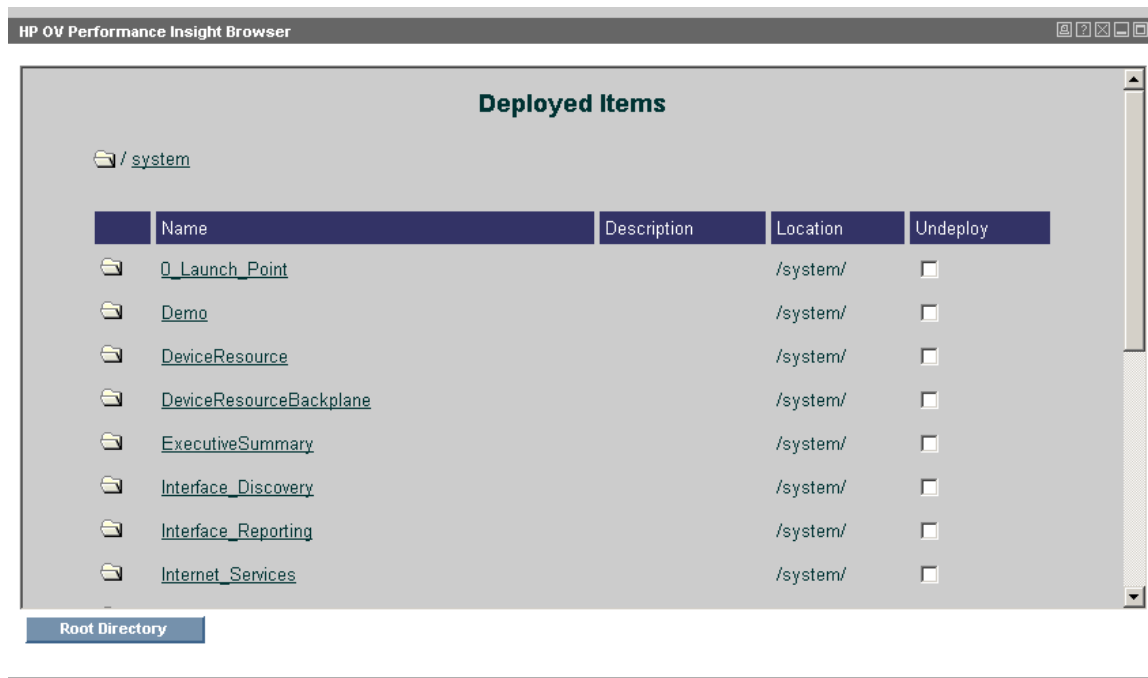 HP OV Performance Insight Browser
Deployed Items
/ system
Name Description Location Undeploy
0_Launch_Point /system/
Demo /system/
DeviceResource /system/
DeviceResourceBackplane /system/
ExecutiveSummary /system/
Interface_Discovery /system/
Interface_Reporting /system/
Internet_Services /system/
Root Directory